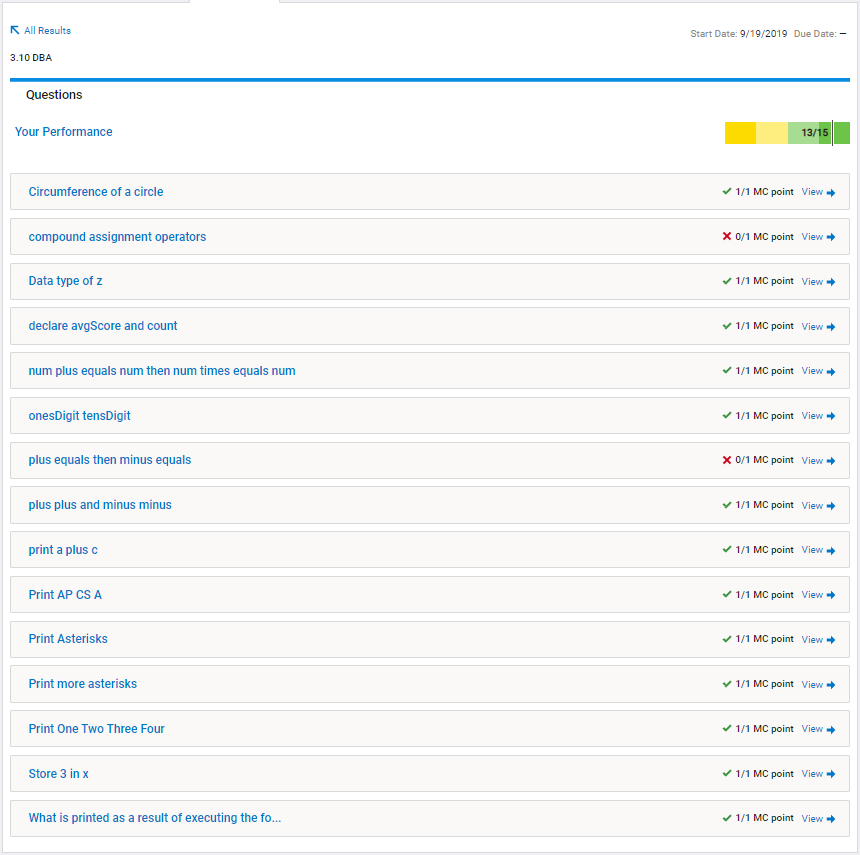 All Results
Start Date: 9/19/2019 Due Date: —
3.10 DBA
Questions
Your Performance 13/15
Circumference of a circle 1/1 MC point View
compound assignment operators 0/1 MC point View
Data type of z 1/1 MC point View
declare avgScore and count 1/1 MC point View
num plus equals num then num times equals num 1/1 MC point View
onesDigit tensDigit 1/1 MC point View
plus equals then minus equals 0/1 MC point View
plus plus and minus minus 1/1 MC point View
print a plus c 1/1 MC point View
Print AP CS A 1/1 MC point View
Print Asterisks 1/1 MC point View
Print more asterisks 1/1 MC point View
Print One Two Three Four 1/1 MC point View
Store 3 in x 1/1 MC point View
What is printed as a result of executing the fo... 1/1 MC point View